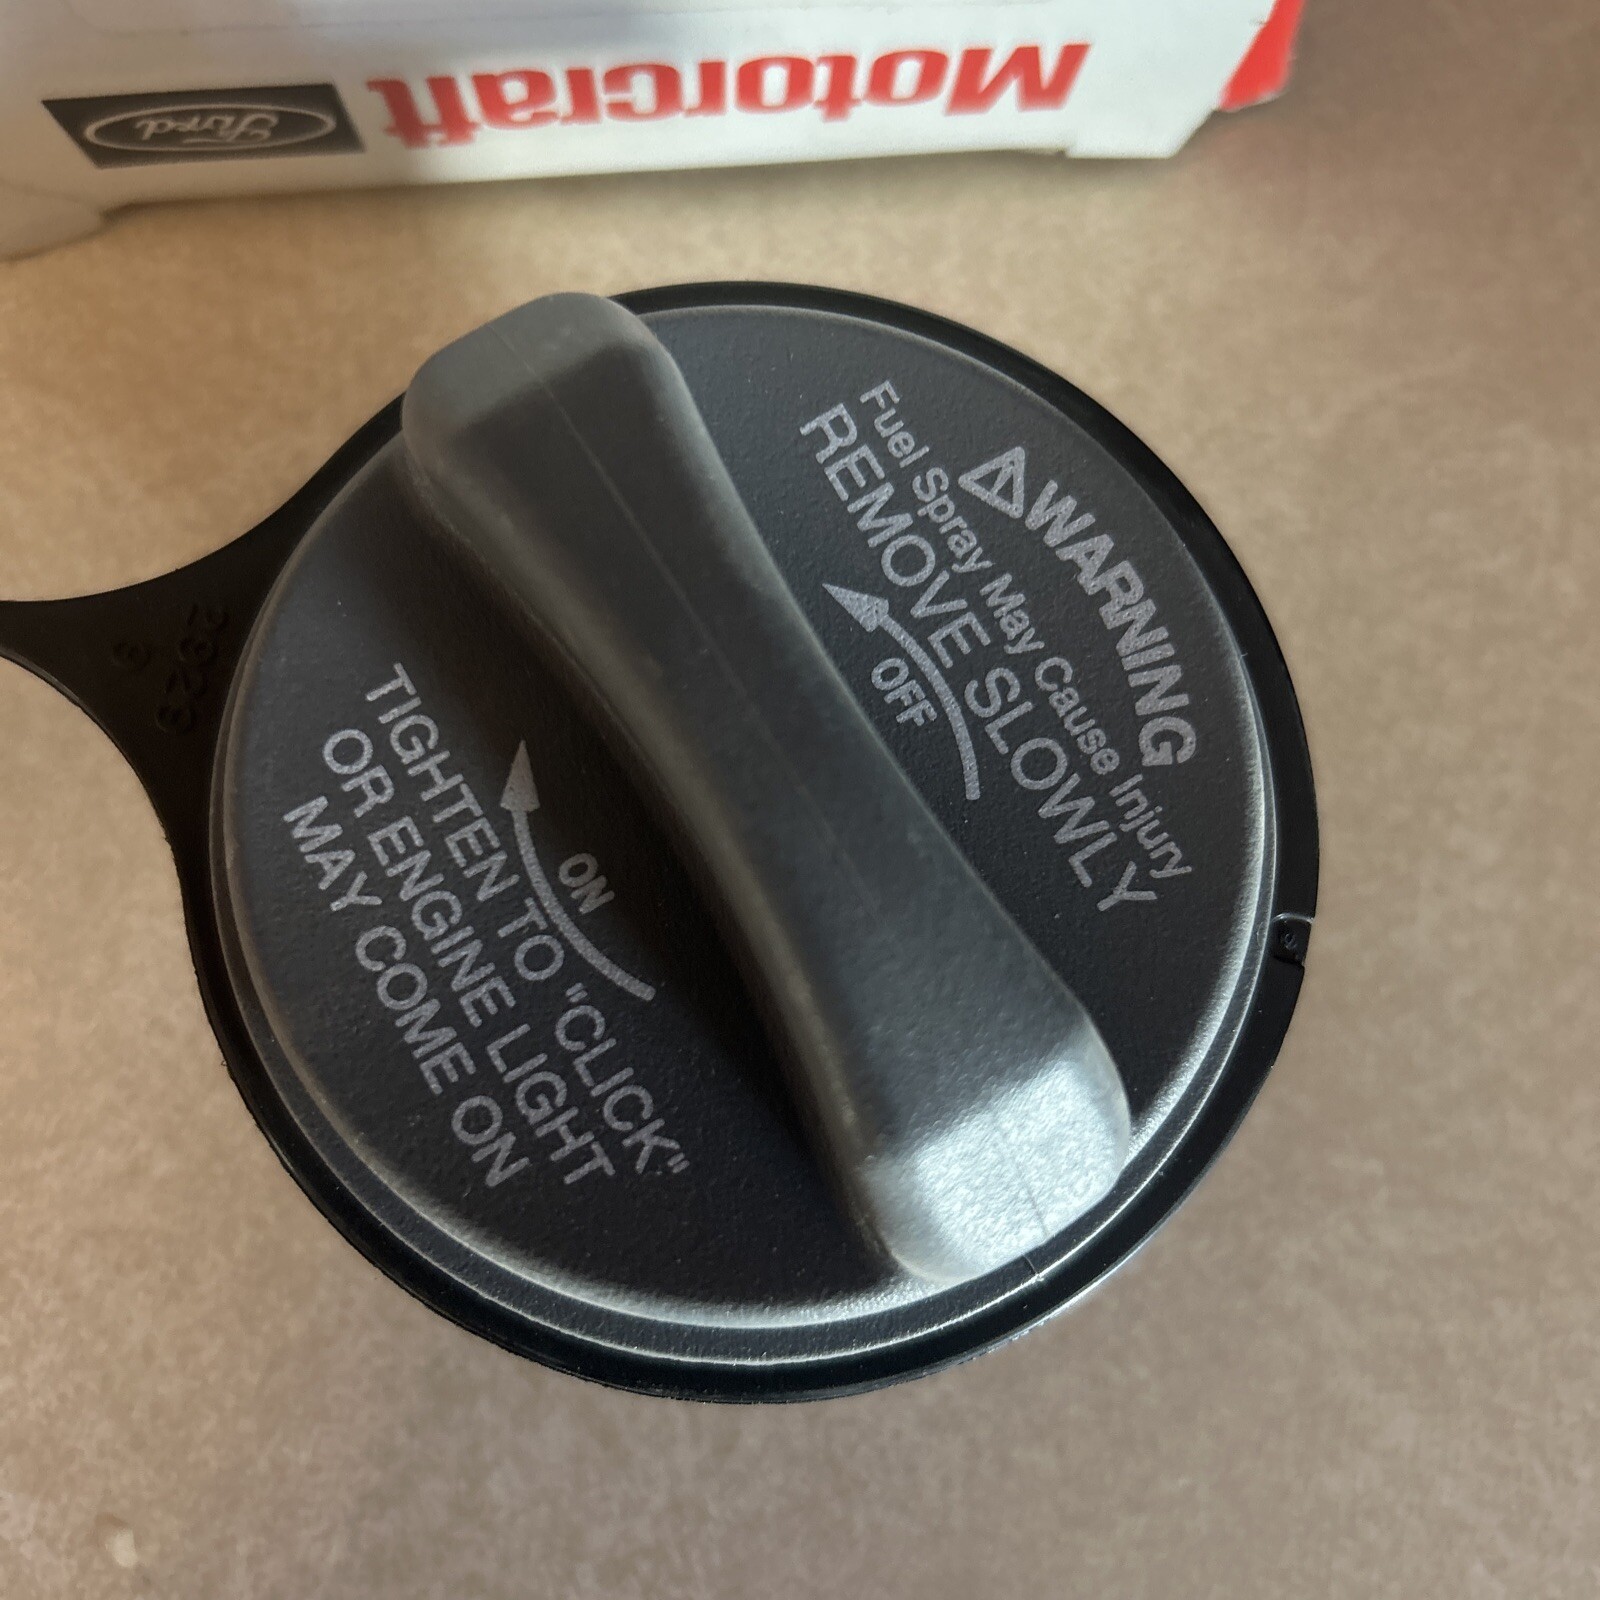 Motorcraft
Ford
WARNING
Fuel Spray May Cause Injury
REMOVE SLOWLY
OFF
ON
TIGHTEN TO "CLICK"
OR ENGINE LIGHT
MAY COME ON